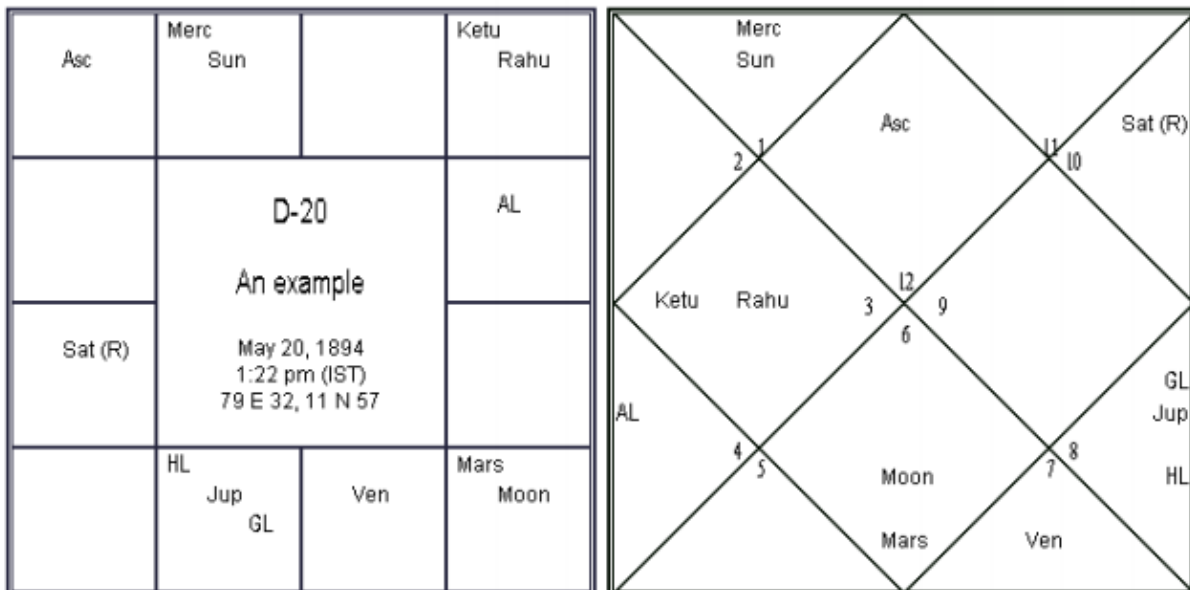 Asc
Merc
Sun
Ketu
Rahu
AL
Sat (R)
D-20
An example
May 20, 1894
1:22 pm (IST)
79 E 32, 11 N 57
HL
Jup
GL
Ven
Mars
Moon
Merc
Sun
Asc
Sat (R)
1
2
11
10
12
Ketu Rahu 3 9
6
GL
AL
Jup
4
5
8
7
Moon
HL
Mars
Ven